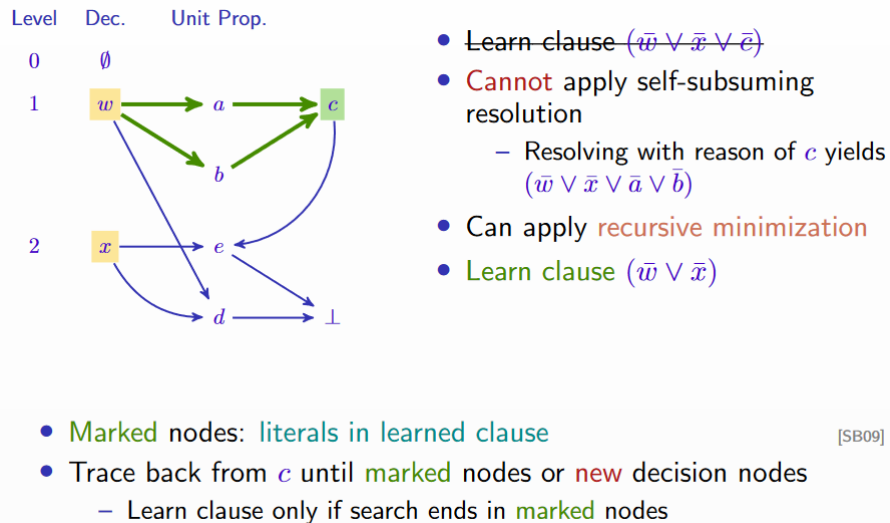 Level Dec. Unit Prop.
0 ∅
1 w a c
b
2 x e
d ⊥
• Learn clause (w̄ ∨ x̄ ∨ c̄)
• Cannot apply self-subsuming
resolution
– Resolving with reason of c yields
(w̄ ∨ x̄ ∨ ā ∨ b̄)
• Can apply recursive minimization
• Learn clause (w̄ ∨ x̄)
• Marked nodes: literals in learned clause [SB09]
• Trace back from c until marked nodes or new decision nodes
– Learn clause only if search ends in marked nodes